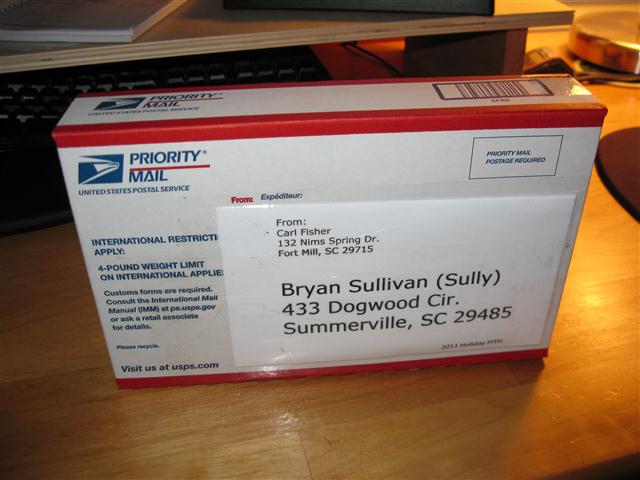 PRIORITY®
MAIL
UNITED STATES POSTAL SERVICE
SFRB
PRIORITY®
MAIL
UNITED STATES POSTAL SERVICE
PRIORITY MAIL
POSTAGE REQUIRED
From: Expéditeur:
INTERNATIONAL RESTRICTI
APPLY:
4-POUND WEIGHT LIMIT
ON INTERNATIONAL APPLIE
Customs forms are required.
Consult the International Mail
Manual (IMM) at pe.usps.gov
or ask a retail associate
for details.
Please recycle.
Visit us at usps.com
From:
Carl Fisher
132 Nims Spring Dr.
Fort Mill, SC 29715
Bryan Sullivan (Sully)
433 Dogwood Cir.
Summerville, SC 29485
2011 Holiday PITH